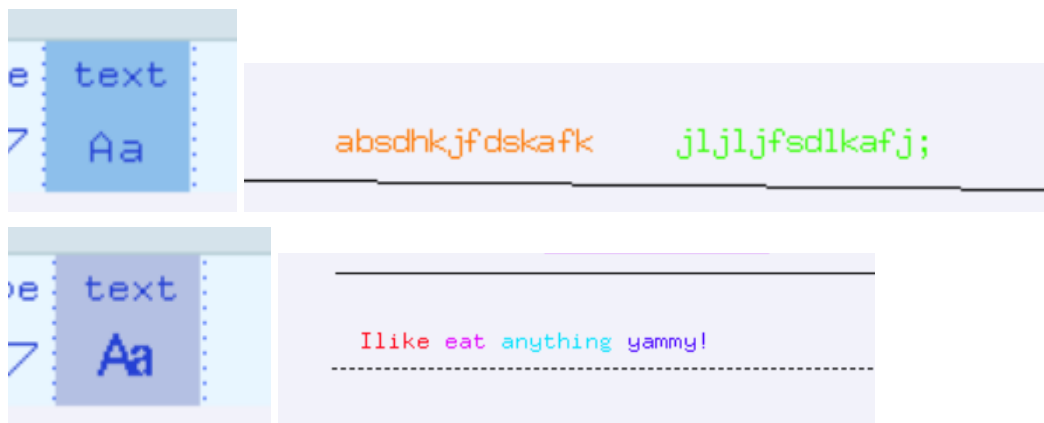 e text
7 Aa
absdhkjfdskafk jljljfsdlkafj;
e text
7 Aa
Ilike eat anything yammy!